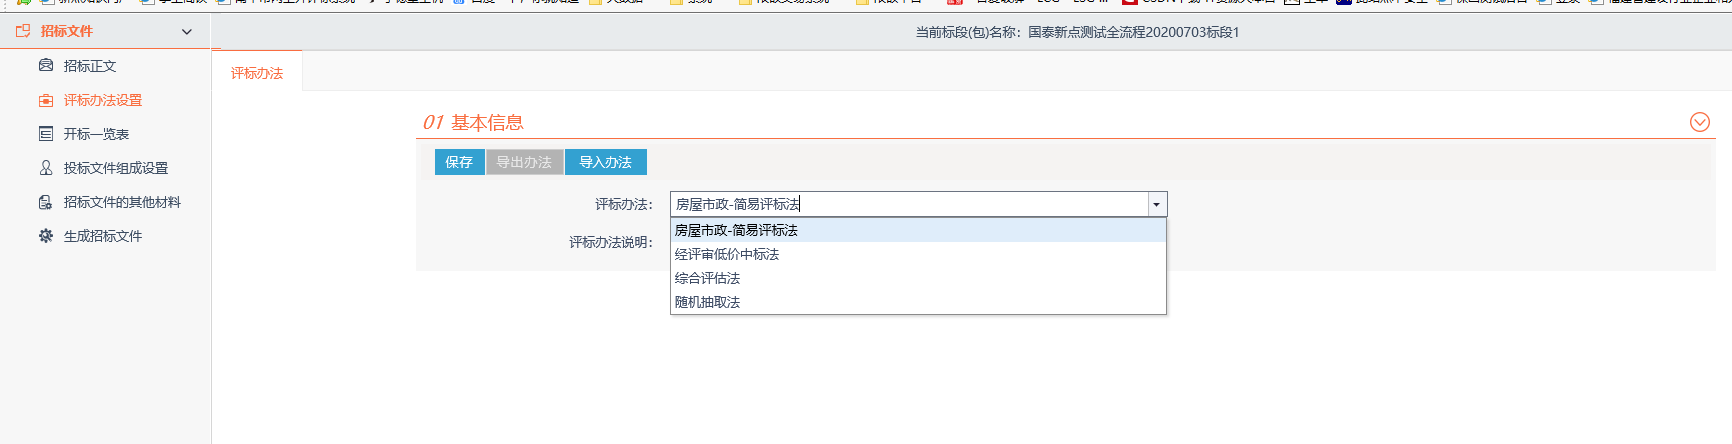 招标文件
当前标段(包)名称：国泰新点测试全流程20200703标段1
招标正文
评标办法设置
开标一览表
投标文件组成设置
招标文件的其他材料
生成招标文件
评标办法
01 基本信息
保存 导出办法 导入办法
评标办法： 房屋市政-简易评标法
评标办法说明：
房屋市政-简易评标法
经评审低价中标法
综合评估法
随机抽取法